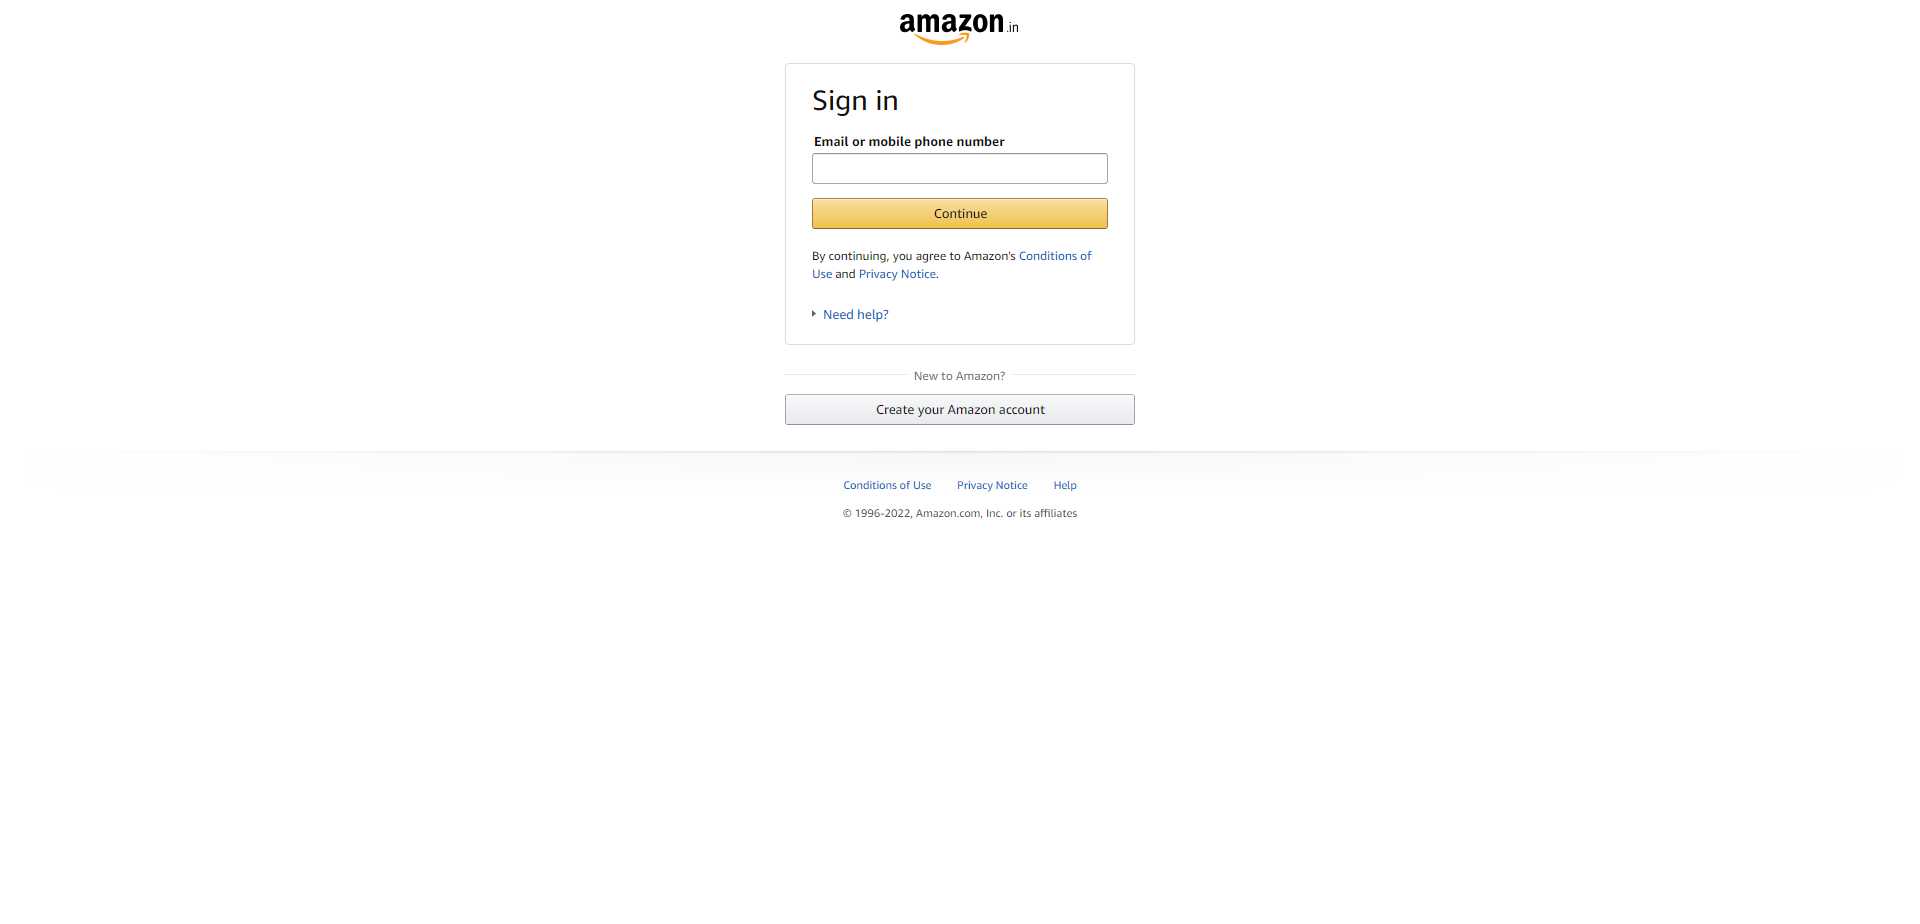 amazon.in
Sign in
Email or mobile phone number
Continue
By continuing, you agree to Amazon's Conditions of
Use and Privacy Notice.
Need help?
New to Amazon?
Create your Amazon account
Conditions of Use Privacy Notice Help
© 1996-2022, Amazon.com, Inc. or its affiliates